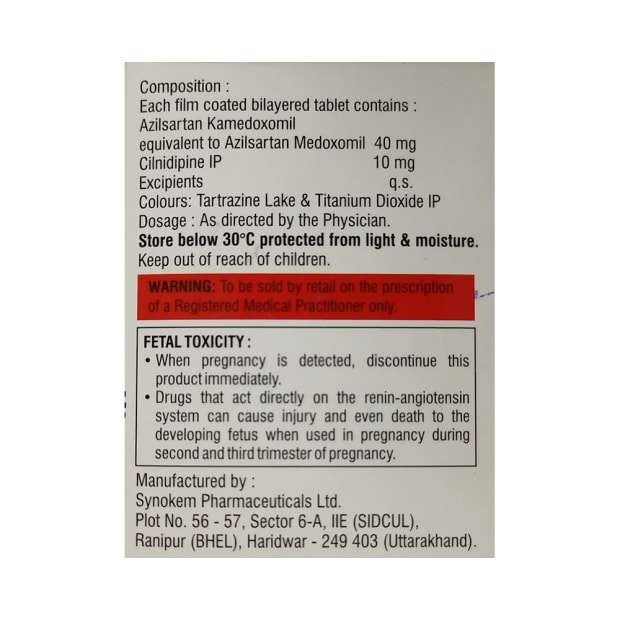 Composition :
Each film coated bilayered tablet contains :
Azilsartan Kamedoxomil
equivalent to Azilsartan Medoxomil 40 mg
Cilnidipine IP 10 mg
Excipients q.s.
Colours: Tartrazine Lake & Titanium Dioxide IP
Dosage : As directed by the Physician.
Store below 30°C protected from light & moisture.
Keep out of reach of children.
WARNING: To be sold by retail on the prescription
of a Registered Medical Practitioner only.
FETAL TOXICITY :
• When pregnancy is detected, discontinue this
product immediately.
• Drugs that act directly on the renin-angiotensin
system can cause injury and even death to the
developing fetus when used in pregnancy during
second and third trimester of pregnancy.
Manufactured by :
Synokem Pharmaceuticals Ltd.
Plot No. 56 - 57, Sector 6-A, IIE (SIDCUL),
Ranipur (BHEL), Haridwar - 249 403 (Uttarakhand).